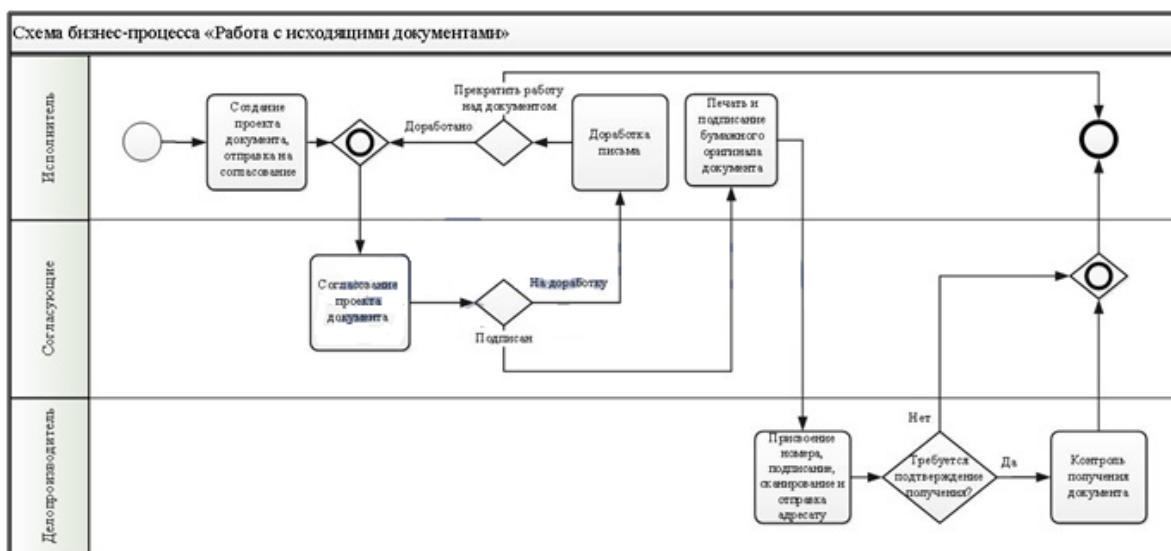 Схема бизнес-процесса «Работа с исходящими документами»
Исполнитель
Создание
проекта
документа,
отправка на
согласование
Доработано
Прекратить работу
над документом
Доработка
письма
Печать и
подписание
бумажного
оригинала
документа
Согласующие
Согласование
проекта
документа
На доработку
Подписан
Делопроизводитель
Присвоение
номера,
подписание,
сканирование и
отправка
адресату
Нет
Требуется
подтверждение
получения?
Да
Контроль
получения
документа